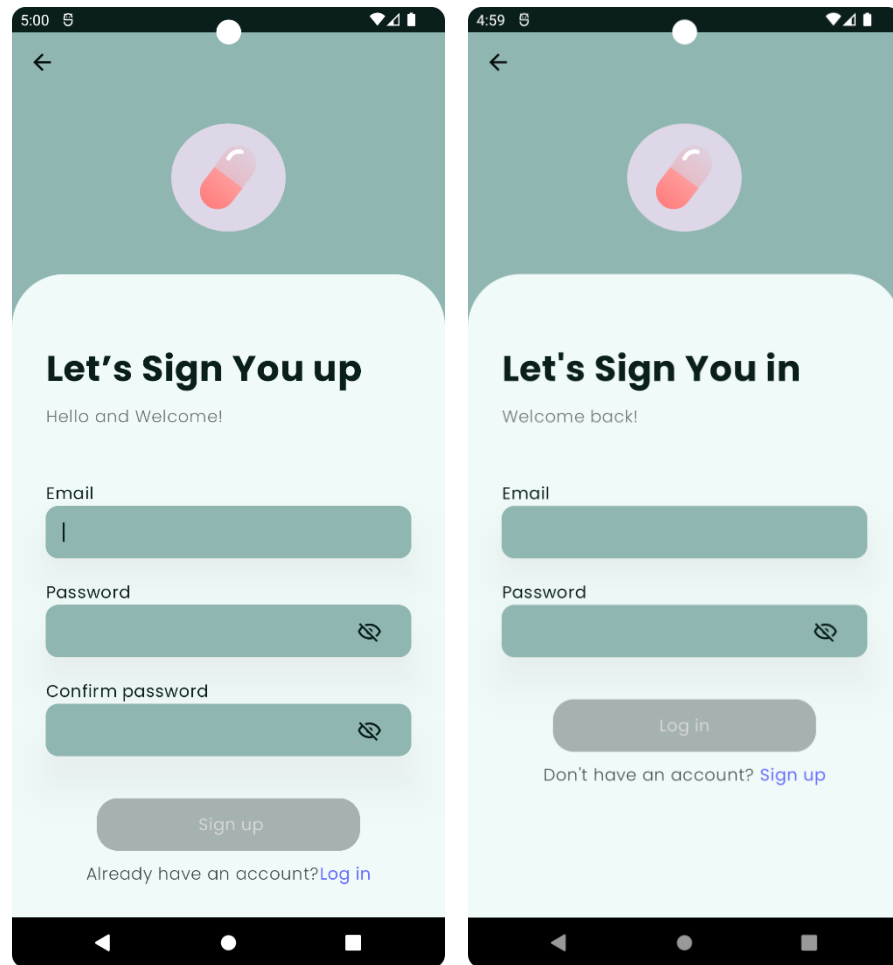 5:00
Let’s Sign You up
Hello and Welcome!
Email
Password
Confirm password
Sign up
Already have an account?Log in
4:59
Let's Sign You in
Welcome back!
Email
Password
Log in
Don't have an account? Sign up